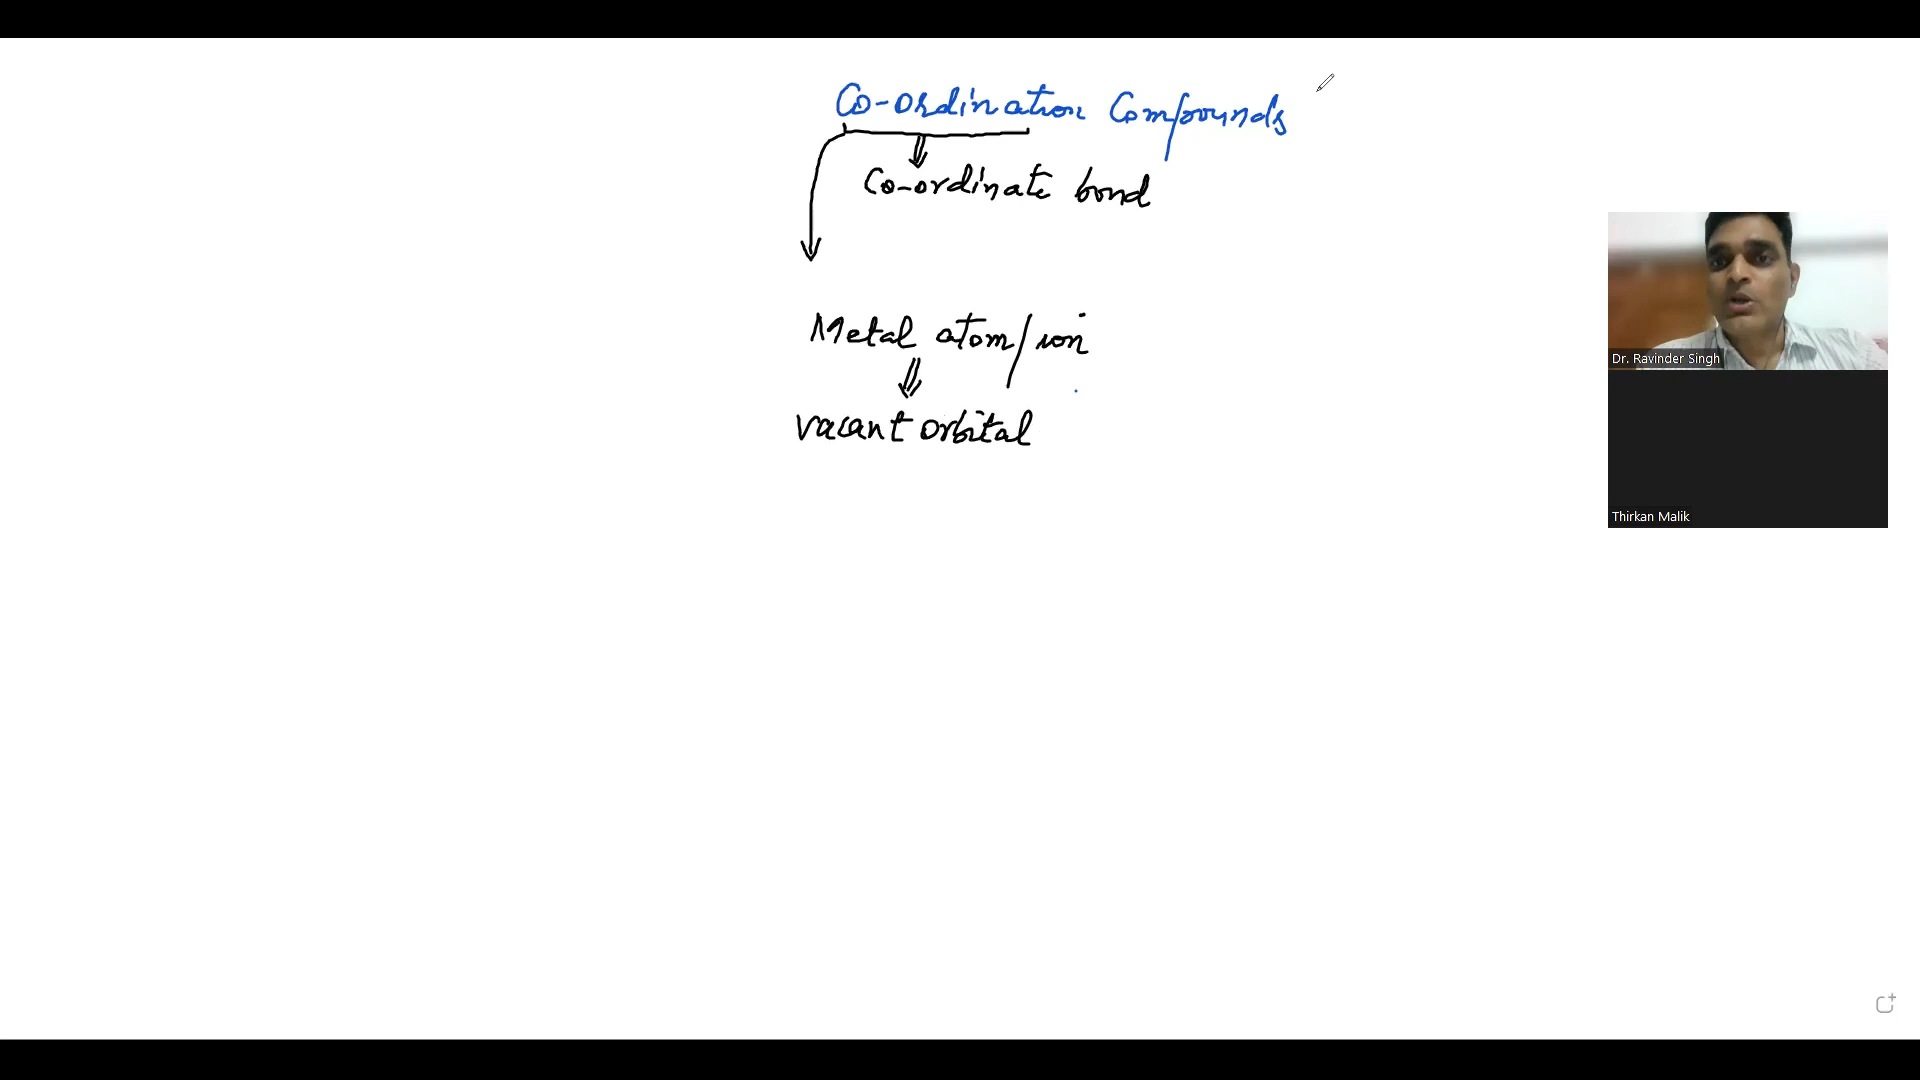 Co-ordination Compounds
Co-ordinate bond
Metal atom/ion
vacant orbital
Dr. Ravinder Singh
Thirkan Malik